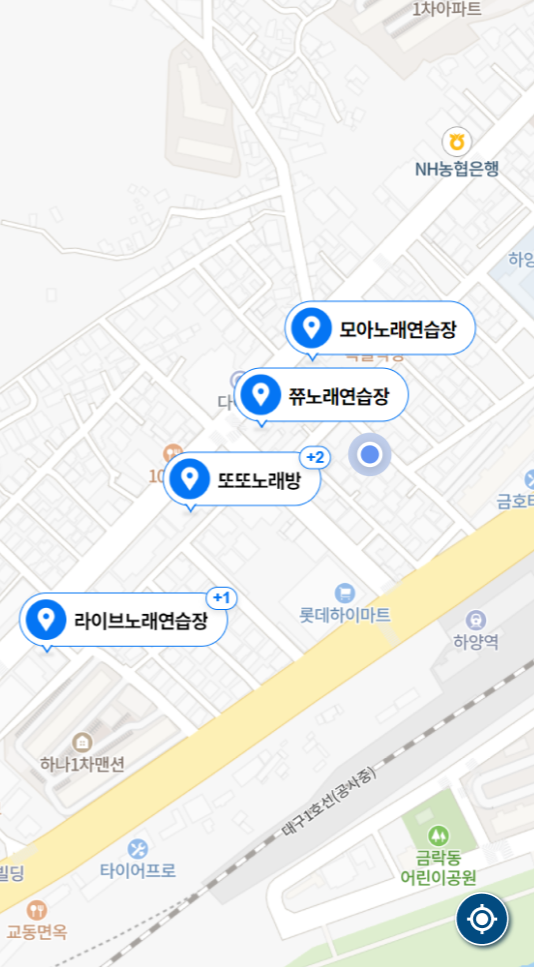 1차아파트
NH농협은행
하양
모아노래연습장
쮸노래연습장
다
+2
10
또또노래방
금호타
+1
라이브노래연습장
롯데하이마트
하양역
하나1차맨션
대구1호선(공사중)
금락동
어린이공원
타이어프로
빌딩
교동면옥